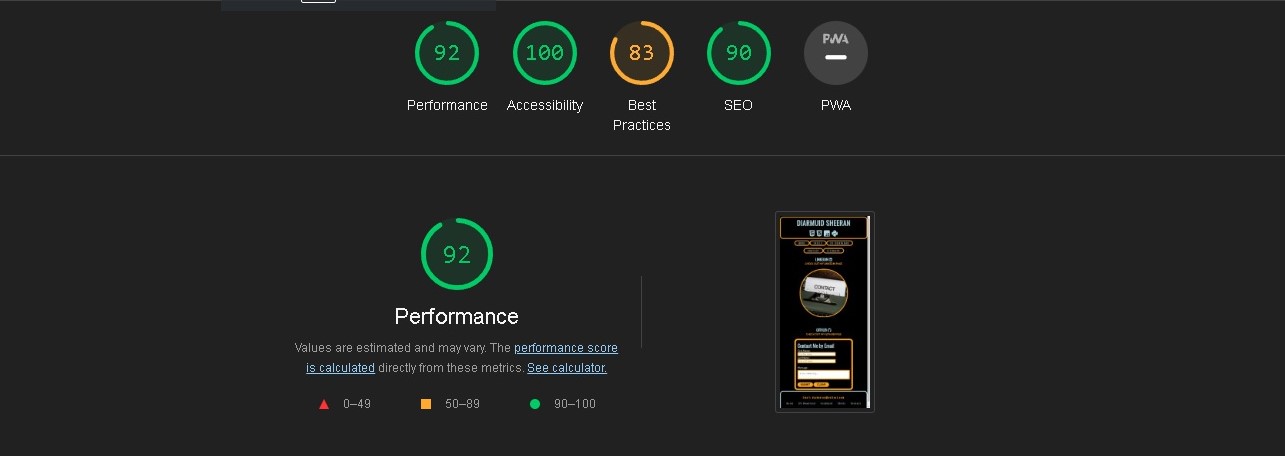 92
100
83
90
PWA
Performance
Accessibility
Best
Practices
SEO
PWA
92
Performance
Values are estimated and may vary. The performance score
is calculated directly from these metrics. See calculator.
0–49
50–89
90–100
DIARMUID SHEERAN
CONTACT
Contact Me by Email